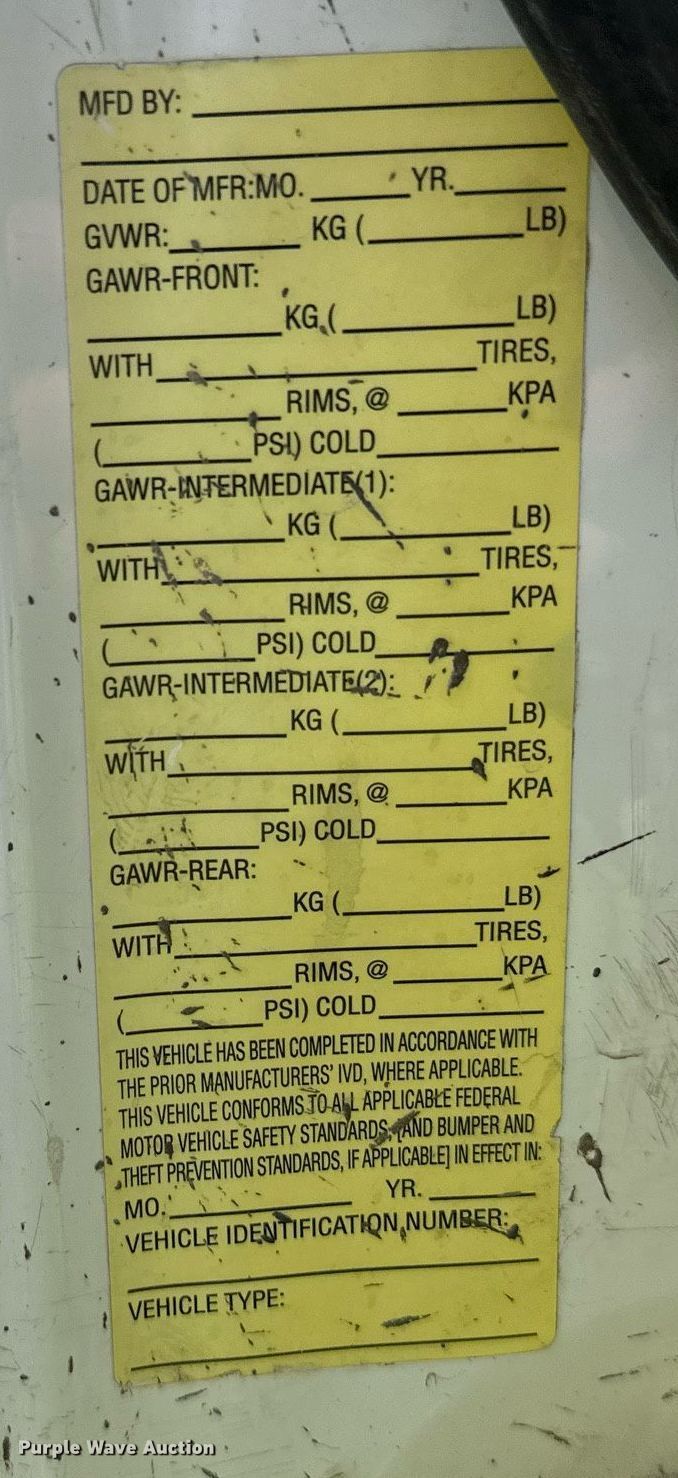 MFD BY:
DATE OF MFR:MO. YR.
GVWR: KG ( LB)
GAWR-FRONT:
KG ( LB)
WITH TIRES,
RIMS, @ KPA
( PSI) COLD
GAWR-INTERMEDIATE(1):
KG ( LB)
WITH TIRES,
RIMS, @ KPA
( PSI) COLD
GAWR-INTERMEDIATE(2):
KG ( LB)
WITH TIRES,
RIMS, @ KPA
( PSI) COLD
GAWR-REAR:
KG ( LB)
WITH TIRES,
RIMS, @ KPA
( PSI) COLD
THIS VEHICLE HAS BEEN COMPLETED IN ACCORDANCE WITH
THE PRIOR MANUFACTURERS' IVD, WHERE APPLICABLE.
THIS VEHICLE CONFORMS TO ALL APPLICABLE FEDERAL
MOTOR VEHICLE SAFETY STANDARDS, [AND BUMPER AND
THEFT PREVENTION STANDARDS, IF APPLICABLE] IN EFFECT IN:
MO. YR.
VEHICLE IDENTIFICATION NUMBER:
VEHICLE TYPE:
Purple Wave Auction